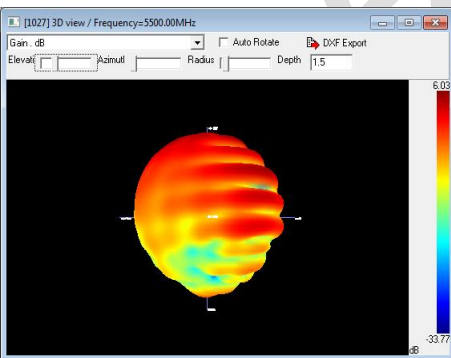 [1027] 3D view / Frequency=5500.00MHz
Gain , dB
Auto Rotate
DXF Export
Elevati
Azimutl
Radius
Depth
1.5
6.03
-33.77
dB